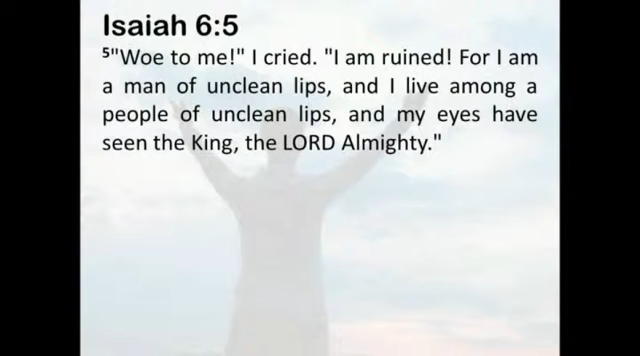 Isaiah 6:5
5"Woe to me!" I cried. "I am ruined! For I am
a man of unclean lips, and I live among a
people of unclean lips, and my eyes have
seen the King, the LORD Almighty."